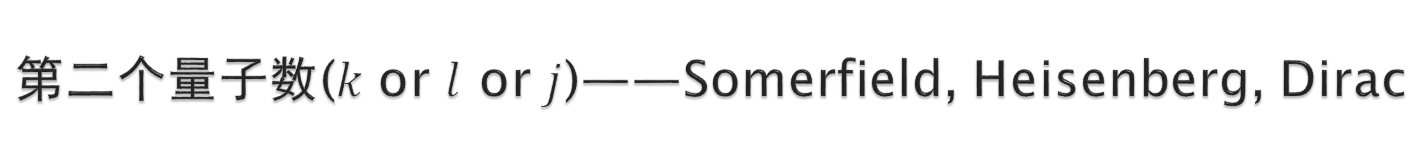 第二个量子数(k or l or j)——Somerfield, Heisenberg, Dirac